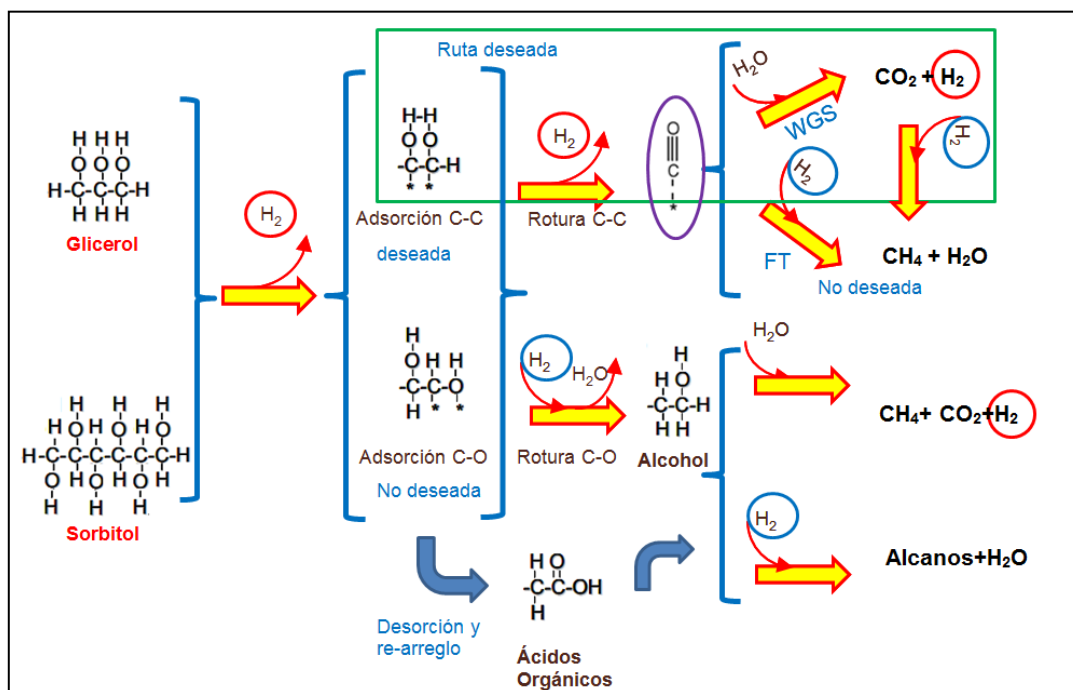 Ruta deseada
H H H
O O O
-C-C-C-H
H H H
Glicerol
H H H H
O H O H O
-C-C-C-C-C-C-H
O H O H O H
H H H
Sorbitol
H₂
H-H
O O
-C-C-H
* *
Adsorción C-C
deseada
H
O H H
-C-C-O
H * *
Adsorción C-O
No deseada
Desorción y
re-arreglo
H₂
Rotura C-C
H₂
H₂O
Rotura C-O
H O
-C-C-OH
H
Ácidos
Orgánicos
O
C
*
H
H O
-C-C-H
H H
Alcohol
H₂O
WGS
CO₂ + H₂
H₂
H₂
FT
CH₄ + H₂O
No deseada
H₂O
CH₄+ CO₂+H₂
H₂
Alcanos+H₂O